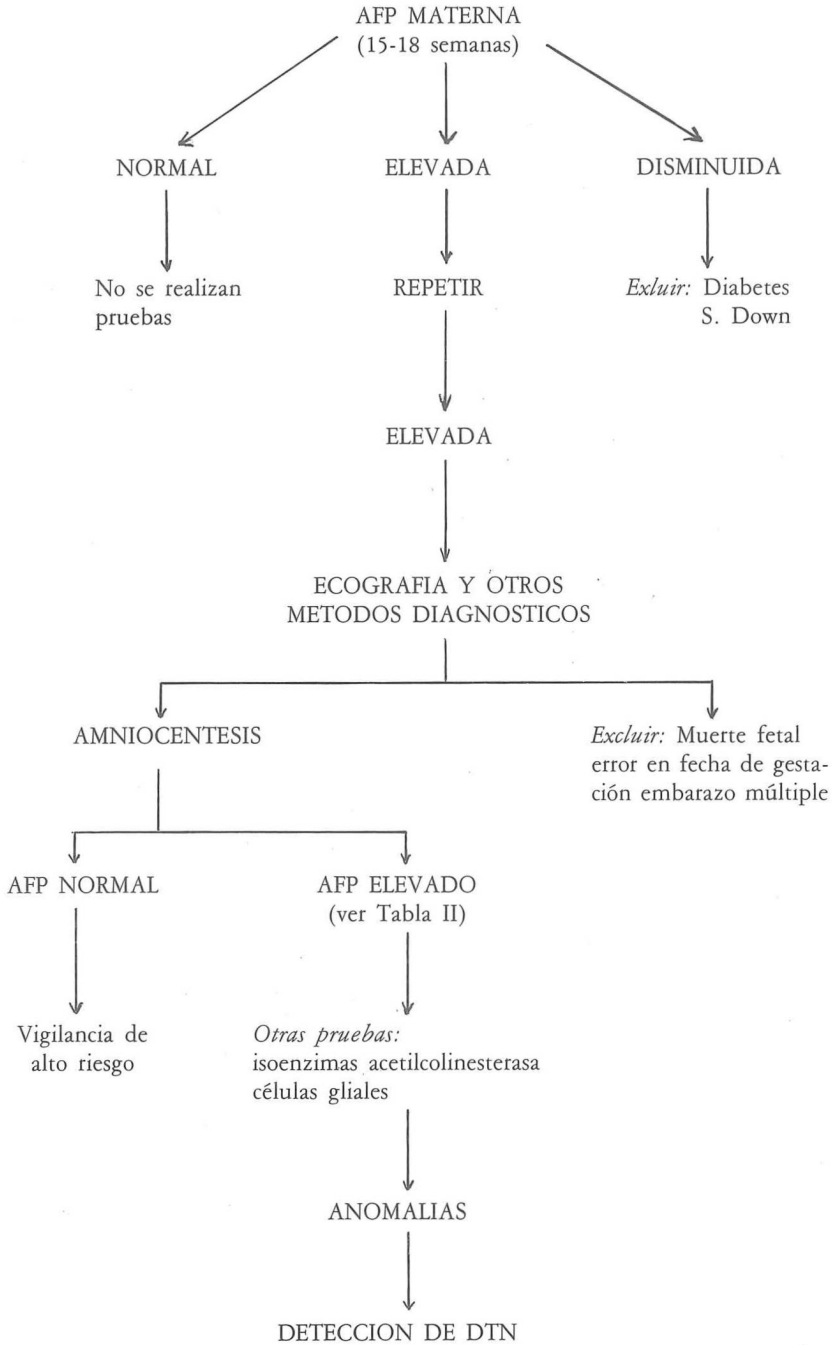 AFP MATERNA
(15-18 semanas)
NORMAL
ELEVADA
DISMINUIDA
No se realizan
pruebas
REPETIR
Exluir: Diabetes
S. Down
ELEVADA
ECOGRAFIA Y OTROS
METODOS DIAGNOSTICOS
AMNIOCENTESIS
Excluir: Muerte fetal
error en fecha de gesta-
ción embarazo múltiple
AFP NORMAL
AFP ELEVADO
(ver Tabla II)
Vigilancia de
alto riesgo
Otras pruebas:
isoenzimas acetilcolinesterasa
células gliales
ANOMALIAS
DETECCION DE DTN